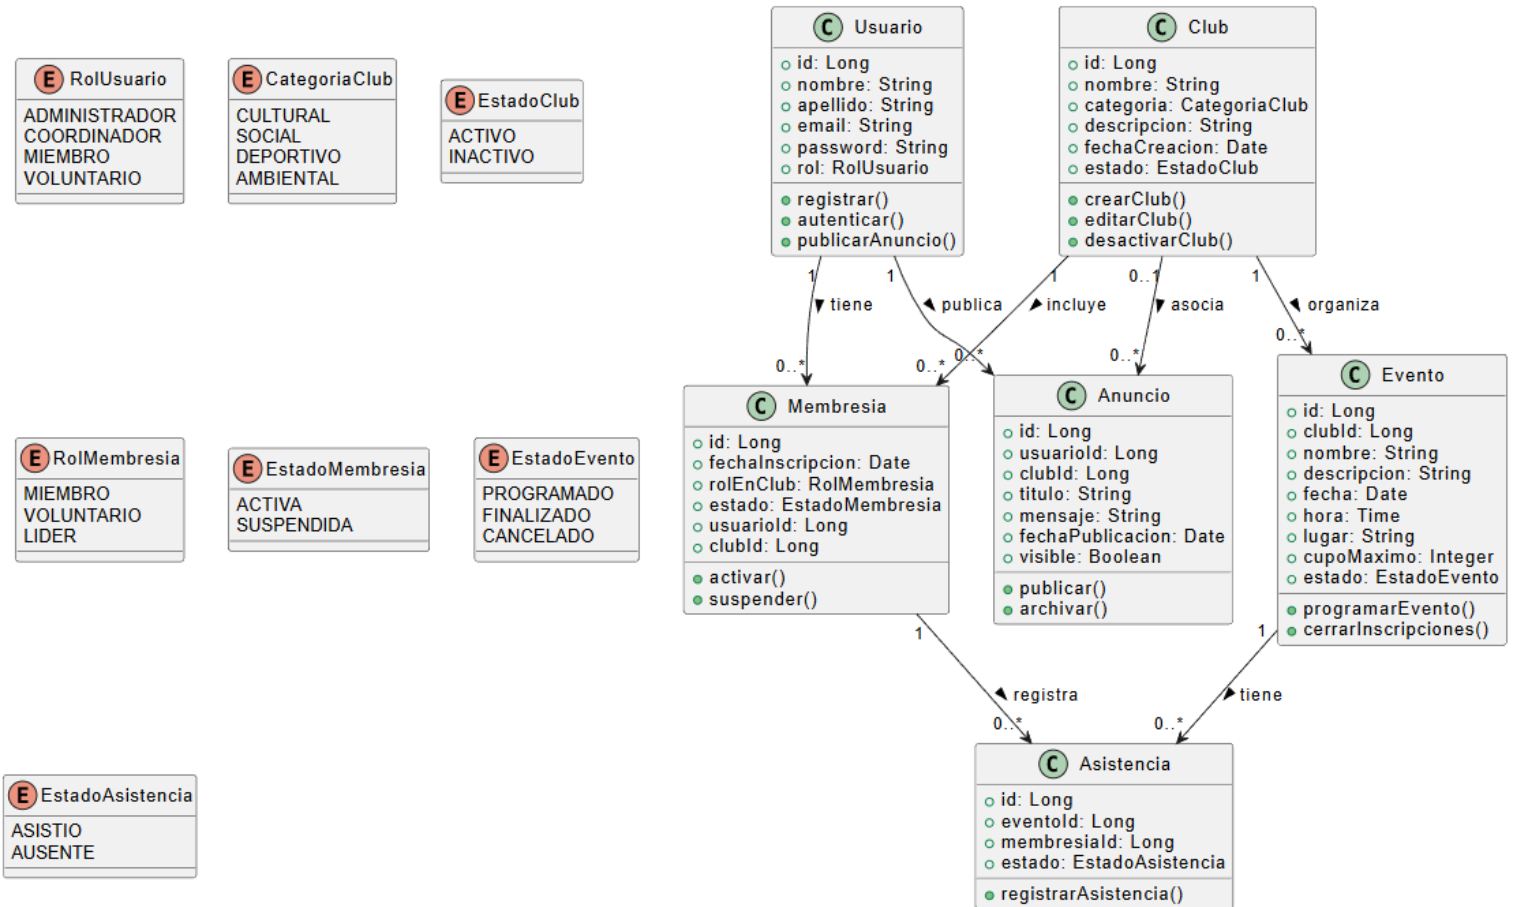 E RolUsuario
ADMINISTRADOR
COORDINADOR
MIEMBRO
VOLUNTARIO
E CategoriaClub
CULTURAL
SOCIAL
DEPORTIVO
AMBIENTAL
E EstadoClub
ACTIVO
INACTIVO
C Usuario
id: Long
nombre: String
apellido: String
email: String
password: String
rol: RolUsuario
registrar()
autenticar()
publicarAnuncio()
C Club
id: Long
nombre: String
categoria: CategoriaClub
descripcion: String
fechaCreacion: Date
estado: EstadoClub
crearClub()
editarClub()
desactivarClub()
1
tiene
0..*
1
publica
0..*
1
incluye
0..*
0..1
asocia
0..*
1
organiza
0..*
E RolMembresia
MIEMBRO
VOLUNTARIO
LIDER
E EstadoMembresia
ACTIVA
SUSPENDIDA
E EstadoEvento
PROGRAMADO
FINALIZADO
CANCELADO
C Membresia
id: Long
fechaInscripcion: Date
rolEnClub: RolMembresia
estado: EstadoMembresia
usuarioId: Long
clubId: Long
activar()
suspender()
C Anuncio
id: Long
usuarioId: Long
clubId: Long
titulo: String
mensaje: String
fechaPublicacion: Date
visible: Boolean
publicar()
archivar()
C Evento
id: Long
clubId: Long
nombre: String
descripcion: String
fecha: Date
hora: Time
lugar: String
cupoMaximo: Integer
estado: EstadoEvento
programarEvento()
cerrarInscripciones()
1
registra
0..*
1
tiene
0..*
E EstadoAsistencia
ASISTIO
AUSENTE
C Asistencia
id: Long
eventoId: Long
membresiaId: Long
estado: EstadoAsistencia
registrarAsistencia()